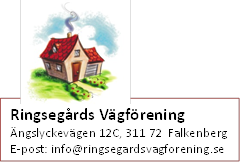 Ringsegårds Vägförening
Ängslyckevägen 12C, 311 72 Falkenberg
E-post: info@ringsegardsvagforening.se